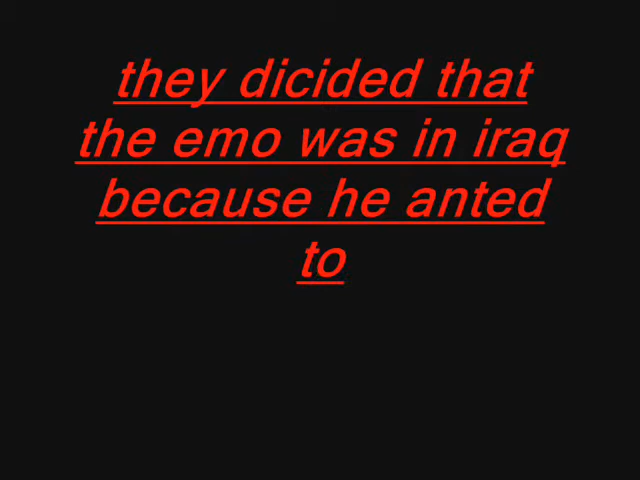 they dicided that
the emo was in iraq
because he anted
to